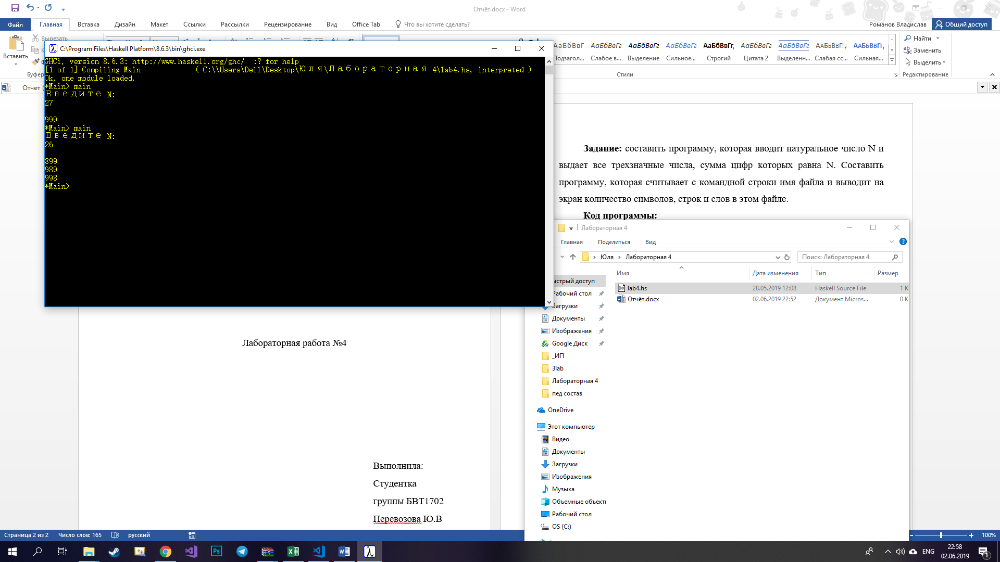 Отчёт.docx - Word
Файл
Главная
Вставка
Дизайн
Макет
Ссылки
Рассылки
Рецензирование
Вид
Office Tab
Что вы хотите сделать?
Романов Владислав
Общий доступ
Вставить
Вырезать
C:\Program Files\Haskell Platform\8.6.3\bin\ghci.exe
АаБбВвГг
АаБбВвГг
АаБбВвГг
АаБбВвГг
АаБбВвГг
АаБбВвГг
АаБбВвГг
Слабое в...
Выделение
Сильное...
Строгий
Цитата 2
Выделенн...
Слабая сс...
Сильная...
Стили
Найти
Заменить
Выделить
Редактирование
Отчет
GHCi, version 8.6.3: http://www.haskell.org/ghc/  :? for help
[1 of 1] Compiling Main             ( C:\\Users\Dell\Desktop\Юля\Лабораторная 4\lab4.hs, interpreted )
Ok, one module loaded.
*Main> main
Введите N:
27
999
*Main> main
Введите N:
26
899
989
998
*Main>
Задание: составить программу, которая вводит натуральное число N и
выдает все трехзначные числа, сумма цифр которых равна N. Составить
программу, которая считывает с командной строки имя файла и выводит на
экран количество символов, строк и слов в этом файле.
Код программы:
Лабораторная работа №4
Выполнила:
Студентка
группы БВТ1702
Перевозова Ю.В
Лабораторная 4
Главная
Поделиться
Вид
Юля
Лабораторная 4
Поиск: Лабораторная 4
Имя
Дата изменения
Тип
Размер
lab4.hs
28.05.2019 12:08
Haskell Source File
1 K
Отчёт.docx
02.06.2019 22:52
Документ Micros...
0 K
доступ
Рабочий стол
Загрузки
Документы
Изображения
Google Диск
_ИП
3lab
Лабораторная 4
пед состав
OneDrive
Этот компьютер
Видео
Документы
Загрузки
Изображения
Музыка
Объемные объекты
Рабочий стол
OS (C:)
Страница 2 из 2
Число слов: 165
русский
100%
ENG
22:58
02.06.2019
1